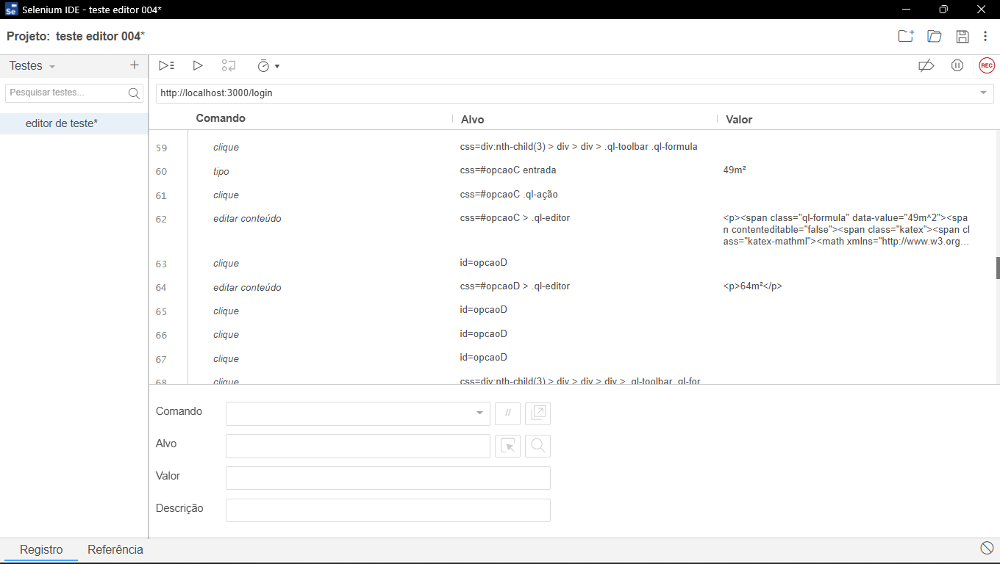 Selenium IDE - teste editor 004*
Projeto: teste editor 004*
Testes
REC
Pesquisar testes...
http://localhost:3000/login
editor de teste*
Comando Alvo Valor
59 clique css=div:nth-child(3) > div > div > .ql-toolbar .ql-formula
60 tipo css=#opcaoC entrada 49m²
61 clique css=#opcaoC .ql-ação
62 editar conteúdo css=#opcaoC > .ql-editor <p><span class="ql-formula" data-value="49m^2"><spa
n contenteditable="false"><span class="katex"><span cl
ass="katex-mathml"><math xmlns="http://www.w3.org...
63 clique id=opcaoD
64 editar conteúdo css=#opcaoD > .ql-editor <p>64m²</p>
65 clique id=opcaoD
66 clique id=opcaoD
67 clique id=opcaoD
68 clique css=div:nth-child(3) > div > div > div > .ql-toolbar .ql-for
Comando
//
Alvo
Valor
Descrição
Registro Referência